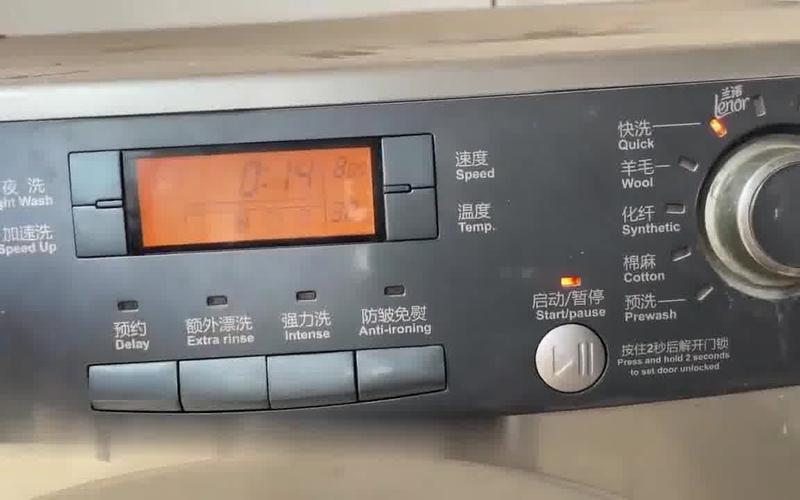 夜洗
ght Wash
加速洗
Speed Up
0:14
速度
Speed
温度
Temp.
预约
Delay
额外漂洗
Extra rinse
强力洗
Intense
防皱免熨
Anti-ironing
启动/暂停
Start/pause
按住2秒后解开门锁
Press and hold 2 seconds
to set door unlocked
兰诺
lenor
快洗
Quick
羊毛
Wool
化纤
Synthetic
棉麻
Cotton
预洗
Prewash